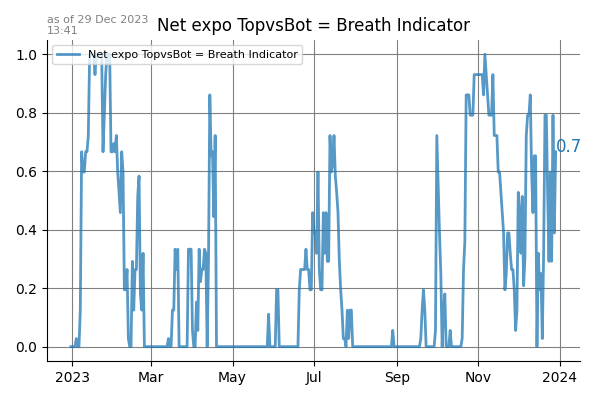 as of 29 Dec 2023
13:41
Net expo TopvsBot = Breath Indicator
Net expo TopvsBot = Breath Indicator
1.0
0.8
0.6
0.4
0.2
0.0
0.7
2023 Mar May Jul Sep Nov 2024